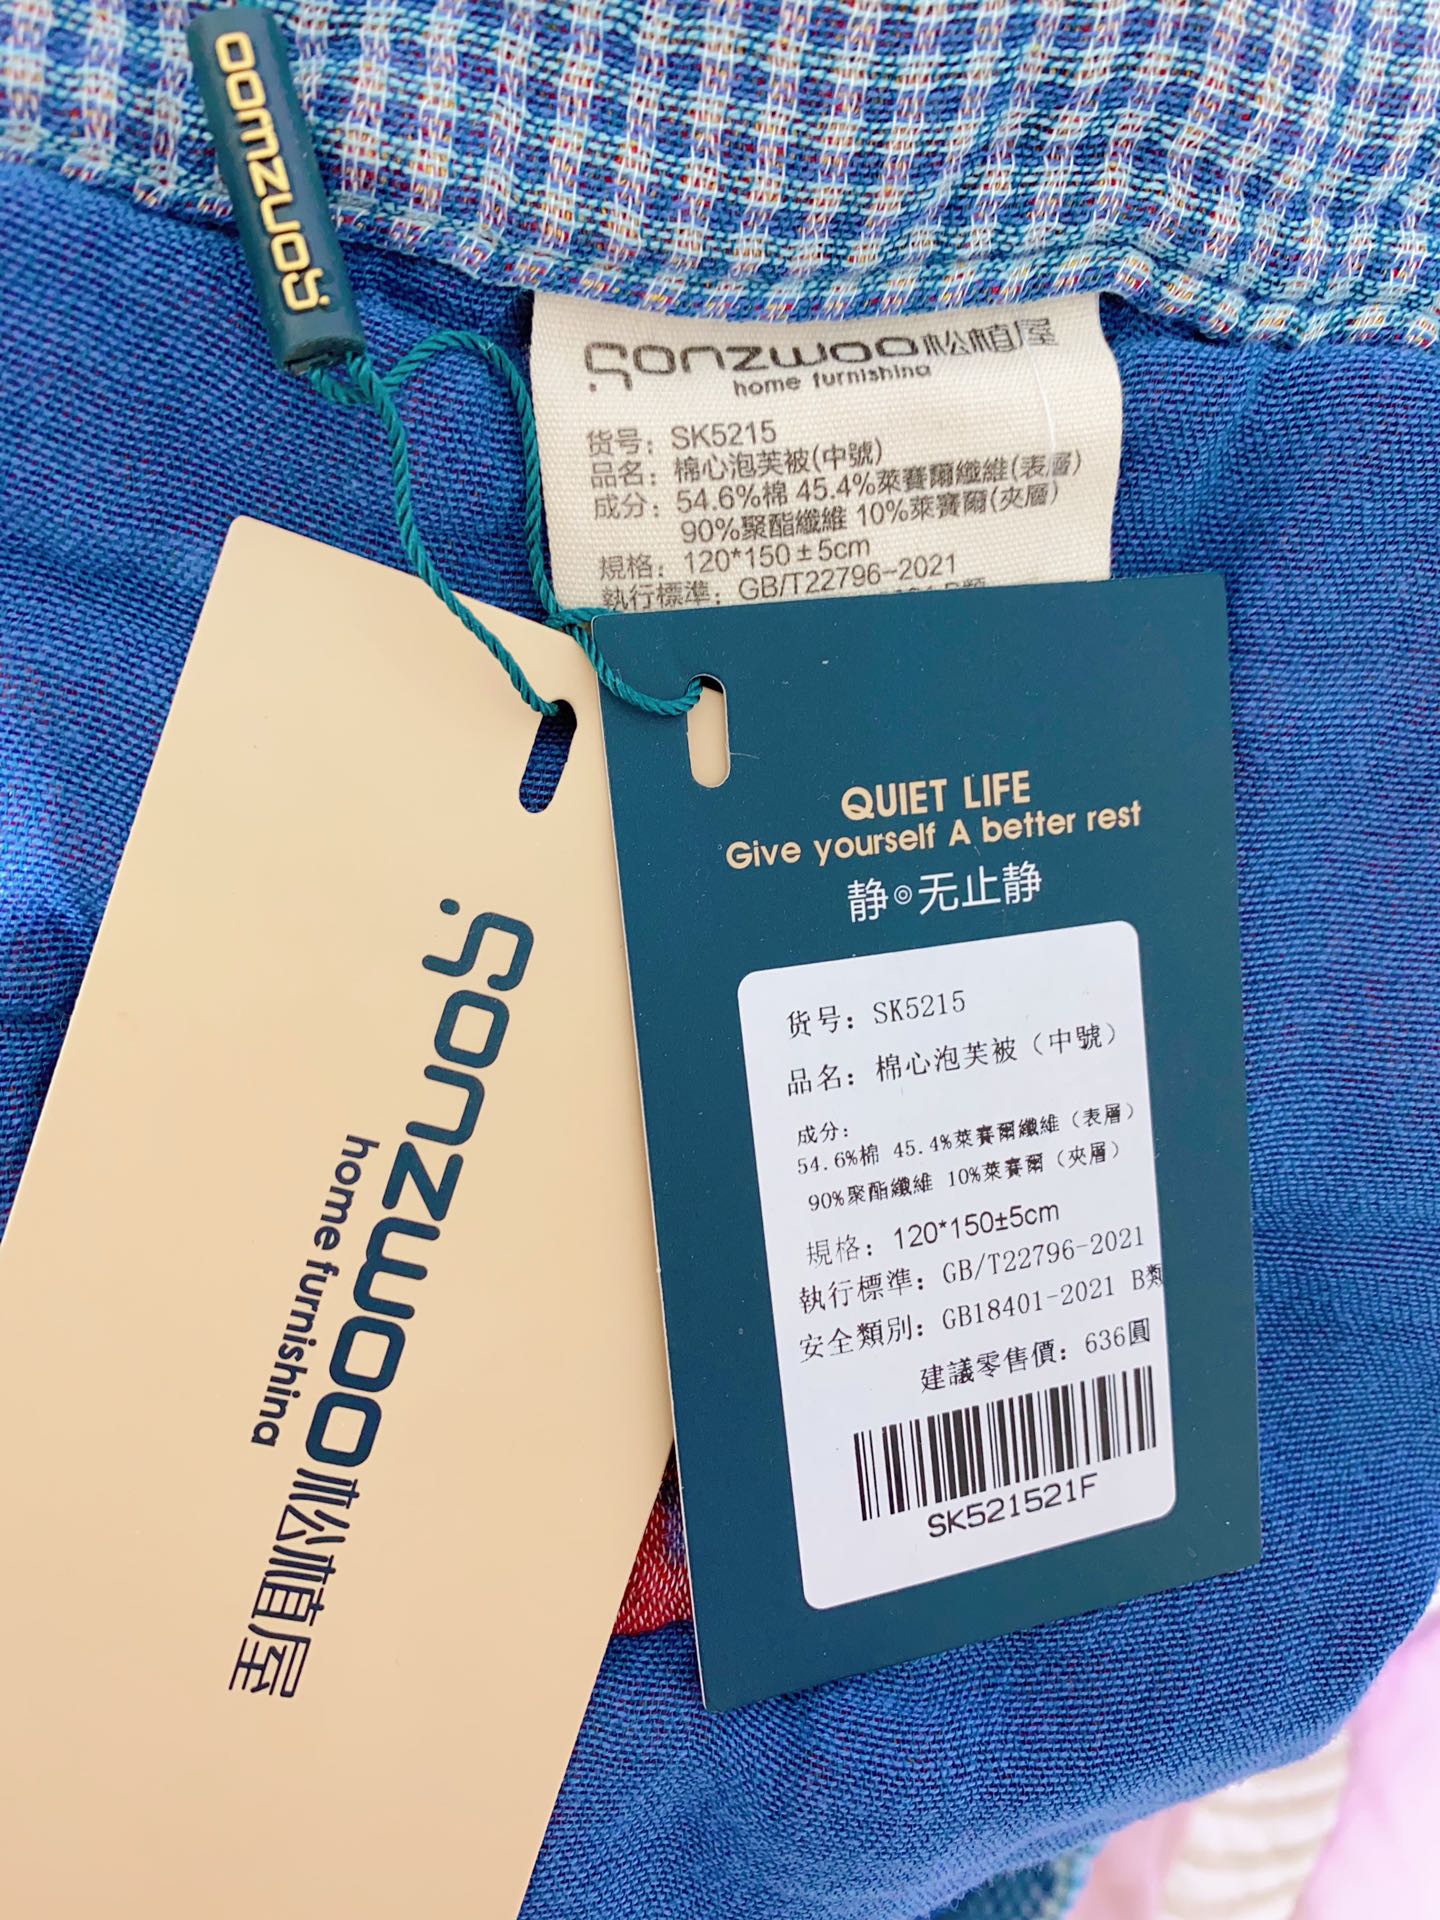 Sonzwoo
Sonzwoo松植屋
home furnishina
货号：SK5215
品名：棉心泡芙被(中號)
成分：54.6%棉 45.4%萊賽爾纖維(表層)
90%聚酯纖維 10%萊賽爾(夾層)
規格：120*150±5cm
執行標準：GB/T22796-2021
QUIET LIFE
Give yourself A better rest
静◎无止静
货号：SK5215
品名：棉心泡芙被（中號）
成分：
54.6%棉 45.4%萊賽爾纖維（表層）
90%聚酯纖維 10%萊賽爾（夾層）
規格：120*150±5cm
執行標準：GB/T22796-2021
安全類別：GB18401-2021 B類
建議零售價：636圓
SK521521F
Sonzwoo松植屋
home furnishina